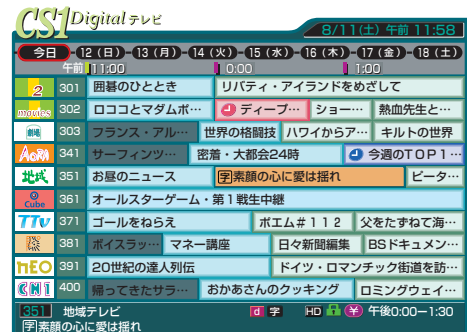 CS1 Digital テレビ
8/11(土) 午前 11:58
今日 12(日) 13(月) 14(火) 15(水) 16(木) 17(金) 18(土)
午前 11:00 0:00 1:00
2 301 囲碁のひととき リバティ・アイランドをめざして
movies 302 ロココとマダムポ… ディープ… ショー… 熱血先生と…
劇場 303 フランス・アル… 世界の格闘技 ハワイからア… キルトの世界
341 サーフィンツ… 密着・大都会24時 今週のTOP1…
地式 351 お昼のニュース 字素顔の心に愛は揺れ ピータ…
Cube 361 オールスターゲーム・第1戦生中継
TTV 371 ゴールをねらえ ポエム#112 父をたずねて海…
381 ボイスラッ… マネー講座 日々新聞編集 BSドキュメン…
NEO 391 20世紀の達人列伝 ドイツ・ロマンチック街道を訪…
CNI 400 帰ってきたサラ… おかあさんのクッキング ロミングウェイ…
351 地域テレビ d 字 HD ¥ 午後0:00-1:30
字素顔の心に愛は揺れ